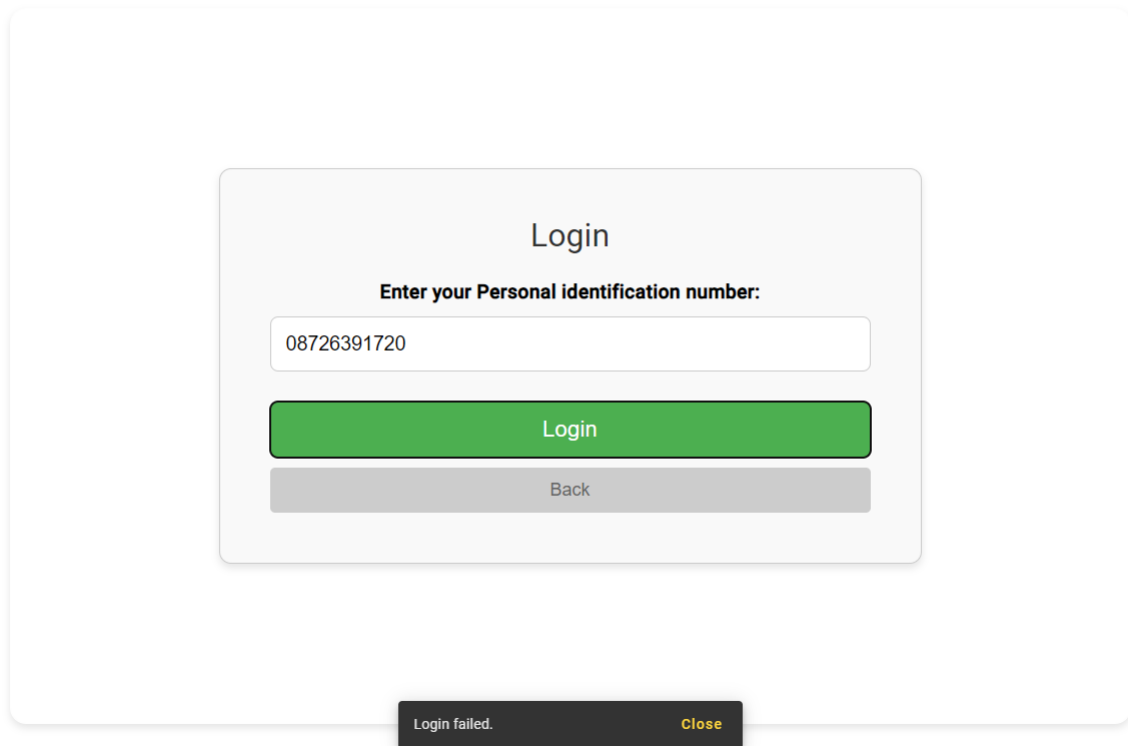 Login
Enter your Personal identification number:
08726391720
Login
Back
Login failed. Close